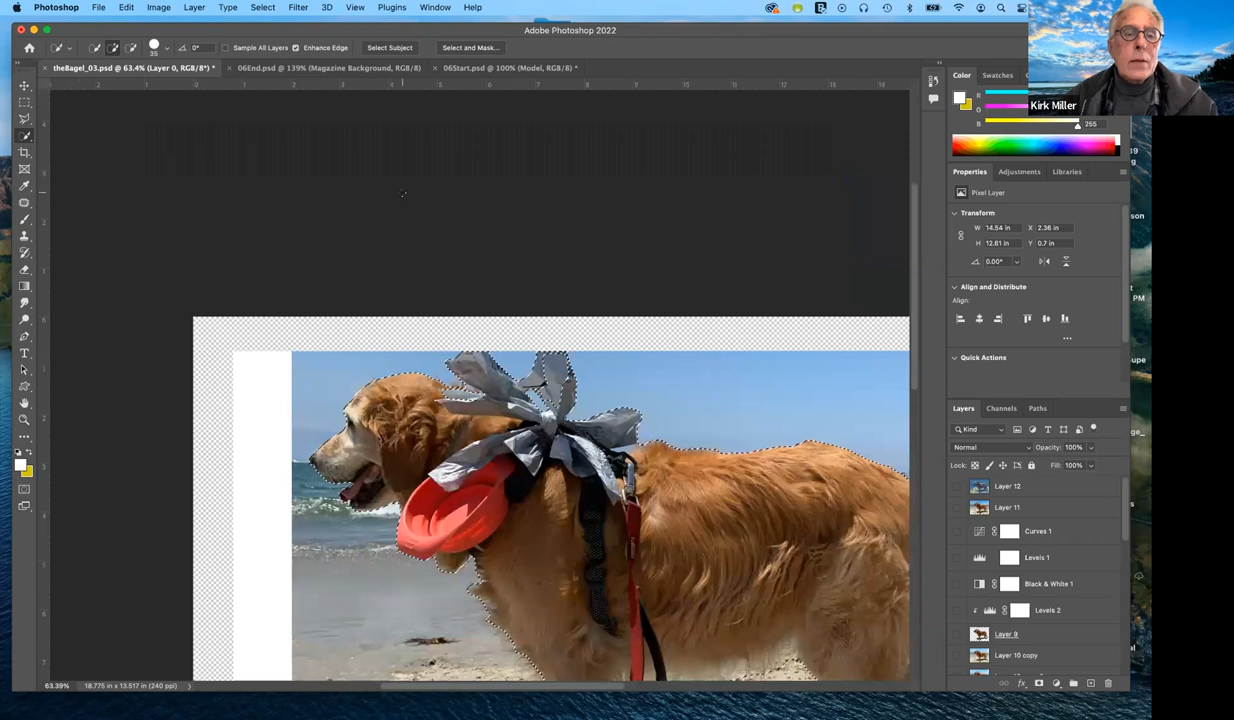 Photoshop File Edit Image Layer Type Select Filter 3D View Plugins Window Help
Adobe Photoshop 2022
35 0° Sample All Layers Enhance Edge Select Subject Select and Mask...
theBagel_03.psd @ 63.4% (Layer 0, RGB/8*) * 06End.psd @ 139% (Magazine Background, RGB/8) 06Start.psd @ 100% (Model, RGB/8) *
Color Swatches
Kirk Miller
255
Properties Adjustments Libraries
Pixel Layer
Transform
W 14.54 in X 2.36 in
H 12.81 in Y 0.7 in
0.00°
Align and Distribute
Align:
Quick Actions
Layers Channels Paths
Kind
Normal Opacity: 100%
Lock: Fill: 100%
Layer 12
Layer 11
Curves 1
Levels 1
Black & White 1
Levels 2
Layer 9
Layer 10 copy
63.39% 18.775 in x 13.517 in (240 ppi)
PM